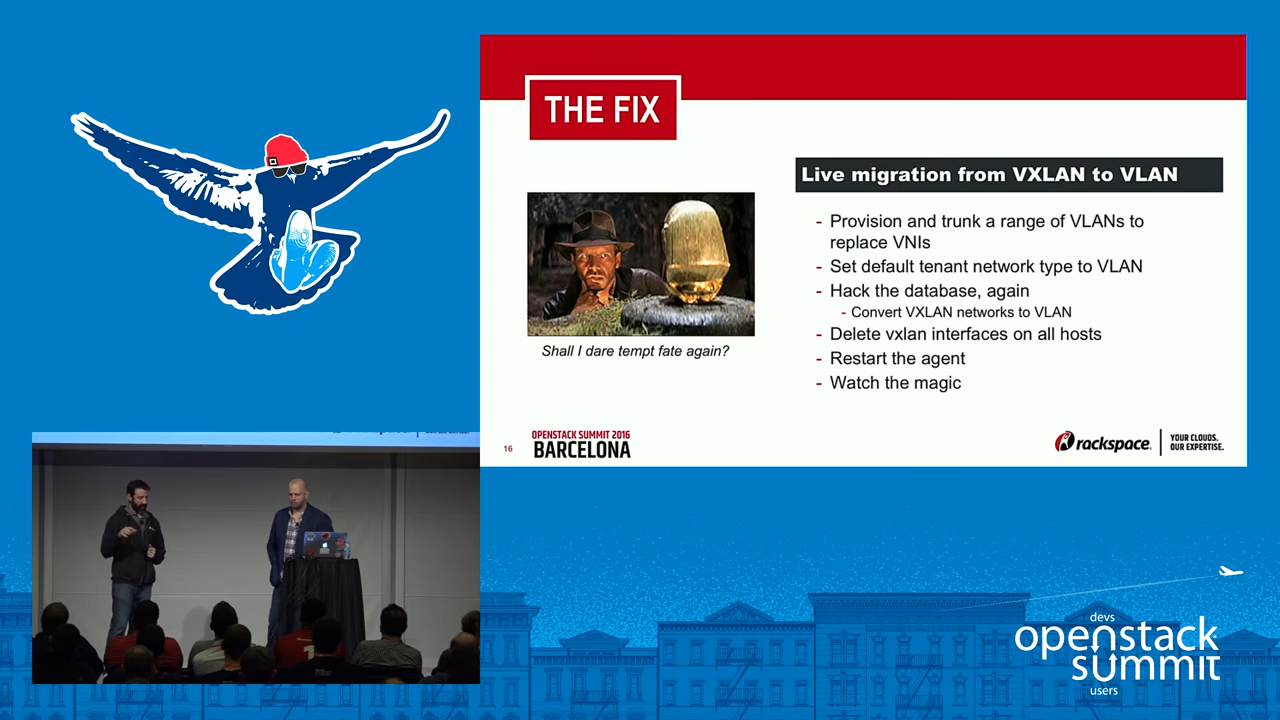 THE FIX
Live migration from VXLAN to VLAN
- Provision and trunk a range of VLANs to
replace VNIs
- Set default tenant network type to VLAN
- Hack the database, again
- Convert VXLAN networks to VLAN
- Delete vxlan interfaces on all hosts
- Restart the agent
- Watch the magic
Shall I dare tempt fate again?
16
OPENSTACK SUMMIT 2016
BARCELONA
rackspace.
YOUR CLOUDS.
OUR EXPERTISE.
devs
openstack
summit
users